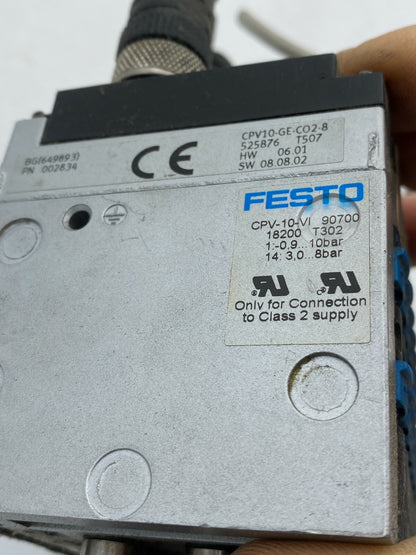 BG(649893)
PN 002834
CE
CPV10-GE-CO2-8
525876 T507
HW 06.01
SW 08.08.02
FESTO
CPV-10-VI 90700
18200 T302
1:-0,9...10bar
14: 3,0...8bar
Only for Connection
to Class 2 supply